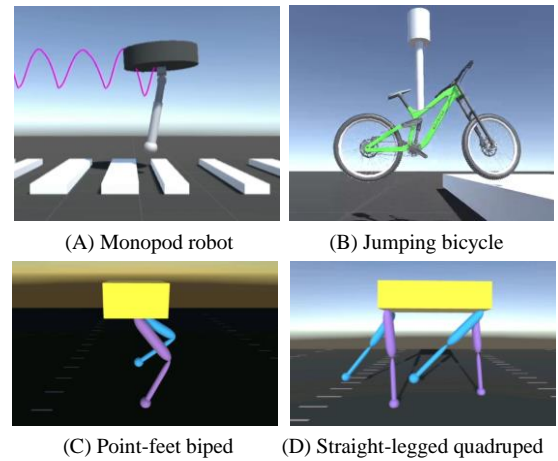 (A) Monopod robot
(B) Jumping bicycle
(C) Point-feet biped
(D) Straight-legged quadruped